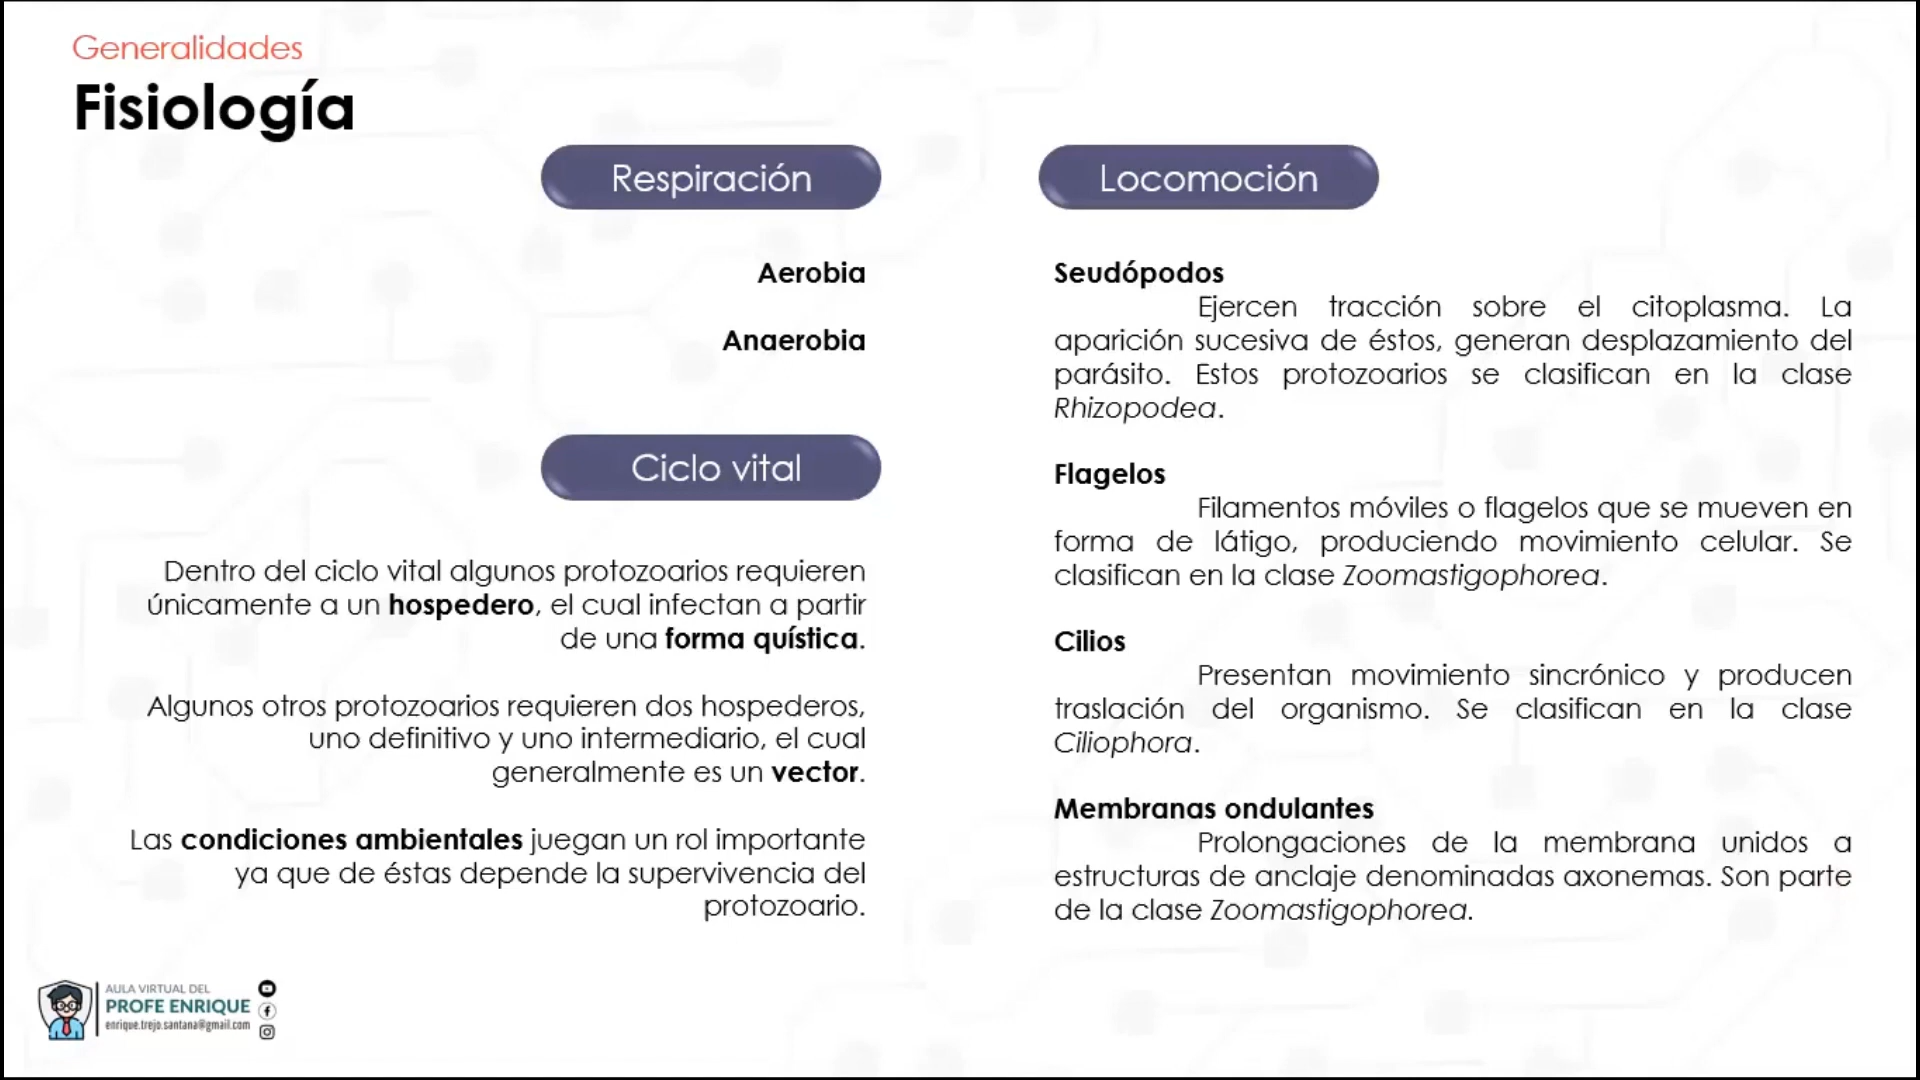 Generalidades
Fisiología
Respiración
Aerobia
Anaerobia
Ciclo vital
Dentro del ciclo vital algunos protozoarios requieren
únicamente a un hospedero, el cual infectan a partir
de una forma quística.
Algunos otros protozoarios requieren dos hospederos,
uno definitivo y uno intermediario, el cual
generalmente es un vector.
Las condiciones ambientales juegan un rol importante
ya que de éstas depende la supervivencia del
protozoario.
Locomoción
Seudópodos
Ejercen tracción sobre el citoplasma. La
aparición sucesiva de éstos, generan desplazamiento del
parásito. Estos protozoarios se clasifican en la clase
Rhizopodea.
Flagelos
Filamentos móviles o flagelos que se mueven en
forma de látigo, produciendo movimiento celular. Se
clasifican en la clase Zoomastigophorea.
Cilios
Presentan movimiento sincrónico y producen
traslación del organismo. Se clasifican en la clase
Ciliophora.
Membranas ondulantes
Prolongaciones de la membrana unidos a
estructuras de anclaje denominadas axonemas. Son parte
de la clase Zoomastigophorea.
AULA VIRTUAL DEL
PROFE ENRIQUE
enrique.trejo.santana@gmail.com